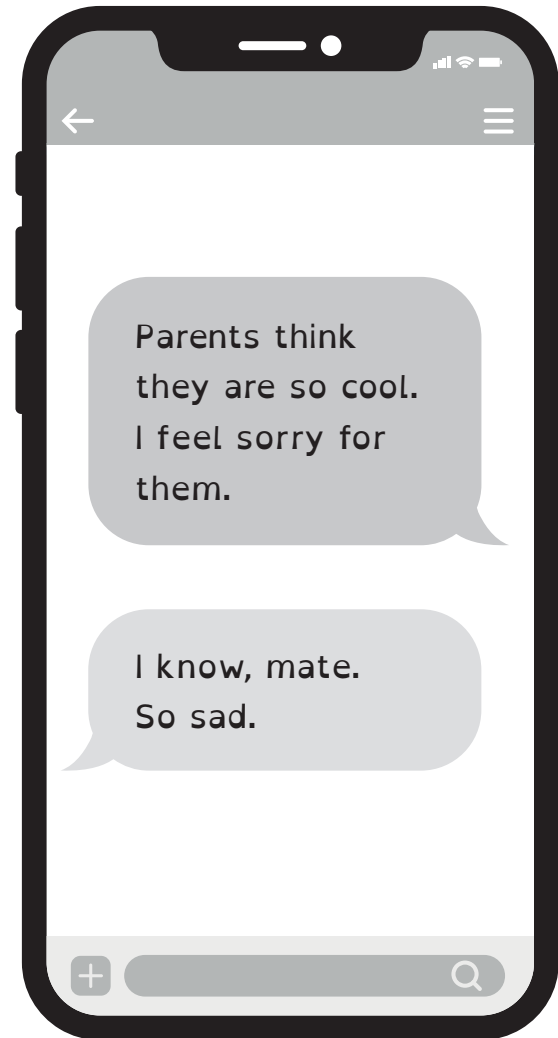 Parents think
they are so cool.
I feel sorry for
them.
I know, mate.
So sad.